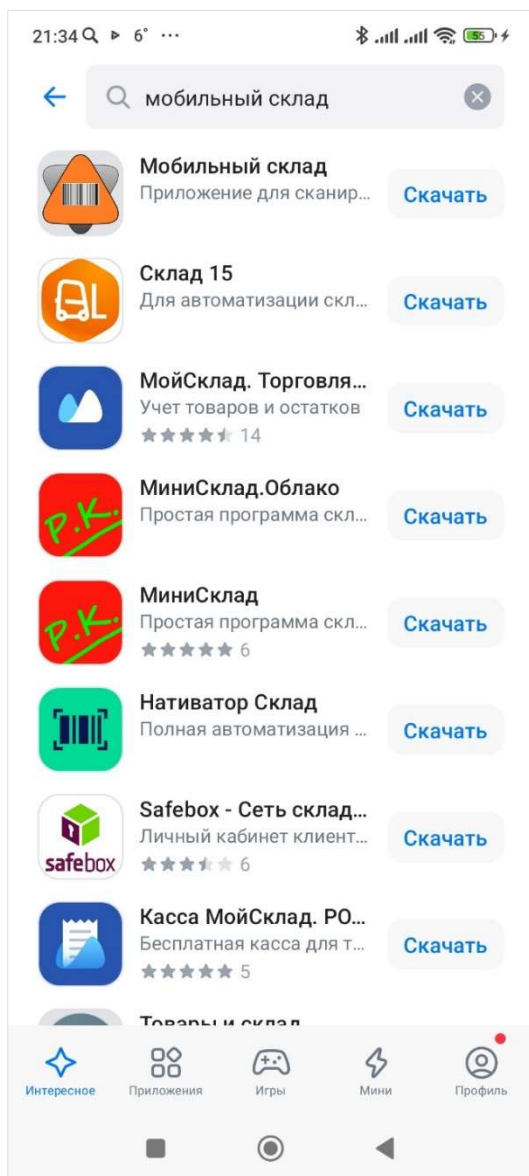 21:34 6° ... 55
мобильный склад
Мобильный склад
Приложение для сканир...
Скачать
Склад 15
Для автоматизации скл...
Скачать
МойСклад. Торговля...
Учет товаров и остатков
14
Скачать
P.K.
МиниСклад.Облако
Простая программа скл...
Скачать
P.K.
МиниСклад
Простая программа скл...
6
Скачать
Нативатор Склад
Полная автоматизация ...
Скачать
safebox
Safebox - Сеть склад...
Личный кабинет клиент...
6
Скачать
Касса МойСклад. РО...
Бесплатная касса для т...
5
Скачать
Товары и склад
Интересное Приложения Игры Мини Профиль